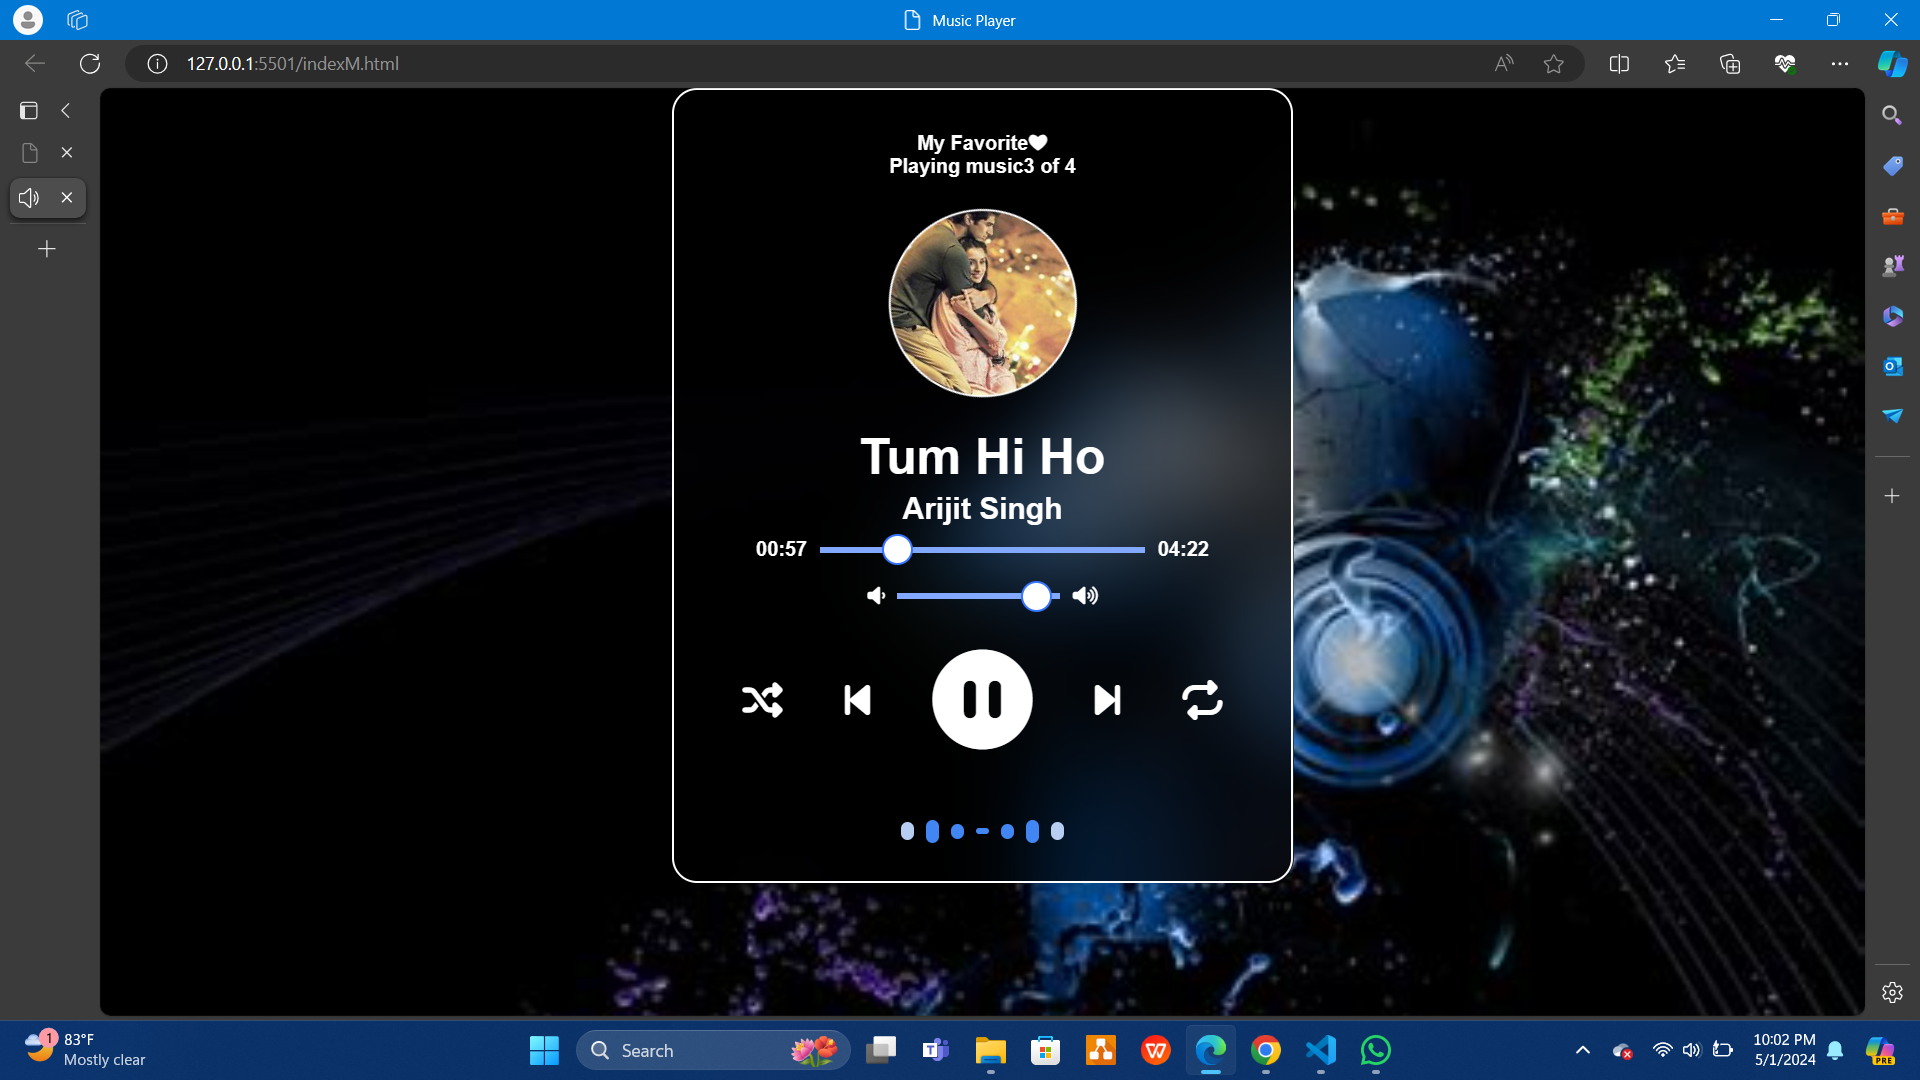 Music Player
127.0.0.1:5501/indexM.html
My Favorite
Playing music3 of 4
Tum Hi Ho
Arijit Singh
00:57
04:22
1
83°F
Mostly clear
Search
10:02 PM
5/1/2024
PRE